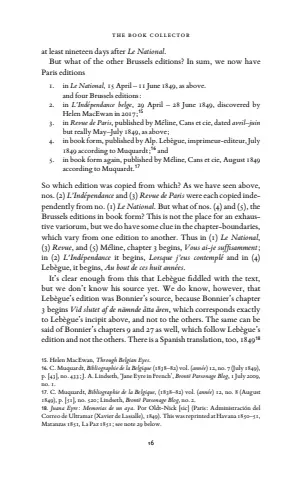 THE BOOK COLLECTOR
at least nineteen days after Le National.
But what of the other Brussels editions? In sum, we now have
Paris editions
1. in Le National, 15 April – 11 June 1849, as above.
and four Brussels editions:
2. in L'Indépendance belge, 29 April – 28 June 1849, discovered by
Helen MacEwan in 2017;15
3. in Revue de Paris, published by Méline, Cans et cie, dated avril–juin
but really May–July 1849, as above;
4. in book form, published by Alp. Lebègue, imprimeur-editeur, July
1849 according to Muquardt;16 and
5. in book form again, published by Méline, Cans et cie, August 1849
according to Muquardt.17
So which edition was copied from which? As we have seen above,
nos. (2) L'Indépendance and (3) Revue de Paris were each copied inde-
pendently from no. (1) Le National. But what of nos. (4) and (5), the
Brussels editions in book form? This is not the place for an exhaus-
tive variorum, but we do have some clue in the chapter–boundaries,
which vary from one edition to another. Thus in (1) Le National,
(3) Revue, and (5) Méline, chapter 3 begins, Vous ai-je suffisamment;
in (2) L'Indépendance it begins, Lorsque j'eus contemplé and in (4)
Lebègue, it begins, Au bout de ces huit années.
It's clear enough from this that Lebègue fiddled with the text,
but we don't know his source yet. We do know, however, that
Lebègue's edition was Bonnier's source, because Bonnier's chapter
3 begins Vid slutet af de nämnde åtta åren, which corresponds exactly
to Lebègue's incipit above, and not to the others. The same can be
said of Bonnier's chapters 9 and 27 as well, which follow Lebègue's
edition and not the others. There is a Spanish translation, too, 184918
15. Helen MacEwan, Through Belgian Eyes.
16. C. Muquardt, Bibliographie de la Belgique (1838–82) vol. (année) 12, no. 7 (July 1849),
p. [43], no. 453; J. A. Lindseth, 'Jane Eyre in French', Brontë Parsonage Blog, 1 July 2009,
no. 1.
17. C. Muquardt, Bibliographie de la Belgique, (1838–82) vol. (année) 12, no. 8 (August
1849), p. [51], no. 520; Lindseth, Brontë Parsonage Blog, no. 2.
18. Juana Eyre: Memorias de un aya. Por Oldt-Nick [sic] (Paris: Administración del
Correo de Ultramar (Xavier de Lassalle), 1849). This was reprinted at Havana 1850–51,
Matanzas 1851, La Paz 1851; see note 29 below.
16